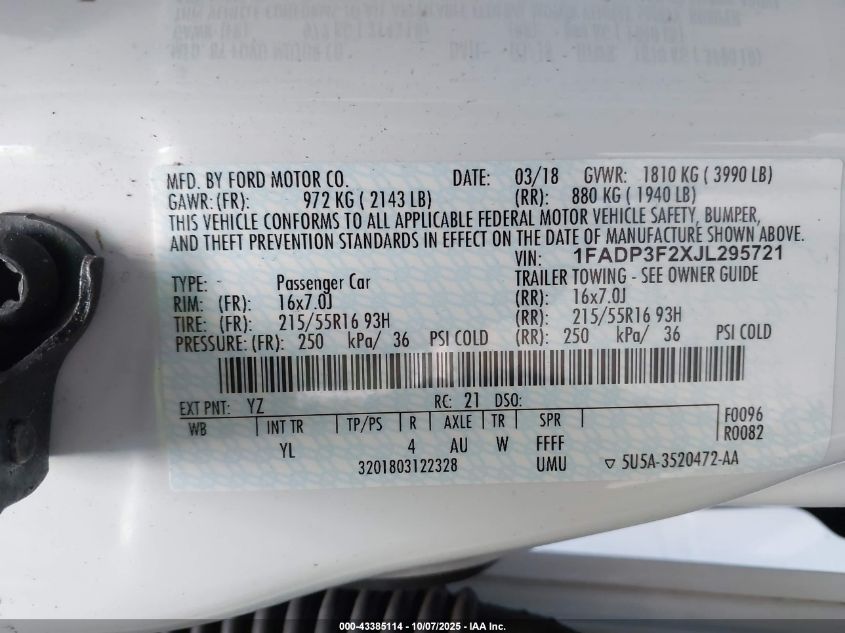 MFD. BY FORD MOTOR CO. DATE: 03/18 GVWR: 1810 KG ( 3990 LB)
GAWR: (FR): 972 KG ( 2143 LB) (RR): 880 KG ( 1940 LB)
THIS VEHICLE CONFORMS TO ALL APPLICABLE FEDERAL MOTOR VEHICLE SAFETY, BUMPER,
AND THEFT PREVENTION STANDARDS IN EFFECT ON THE DATE OF MANUFACTURE SHOWN ABOVE.
VIN: 1FADP3F2XJL295721
TYPE: - Passenger Car TRAILER TOWING - SEE OWNER GUIDE
RIM: (FR): 16x7.0J (RR): 16x7.0J
TIRE: (FR): 215/55R16 93H (RR): 215/55R16 93H
PRESSURE: (FR): 250 kPa/ 36 PSI COLD (RR): 250 kPa/ 36 PSI COLD
EXT PNT: YZ RC: 21 DSO:
WB INT TR TP/PS R AXLE TR SPR F0096
YL 4 AU W FFFF R0082
3201803122328 UMU ▽ 5U5A-3520472-AA
000-43385114 - 10/07/2025 - IAA Inc.